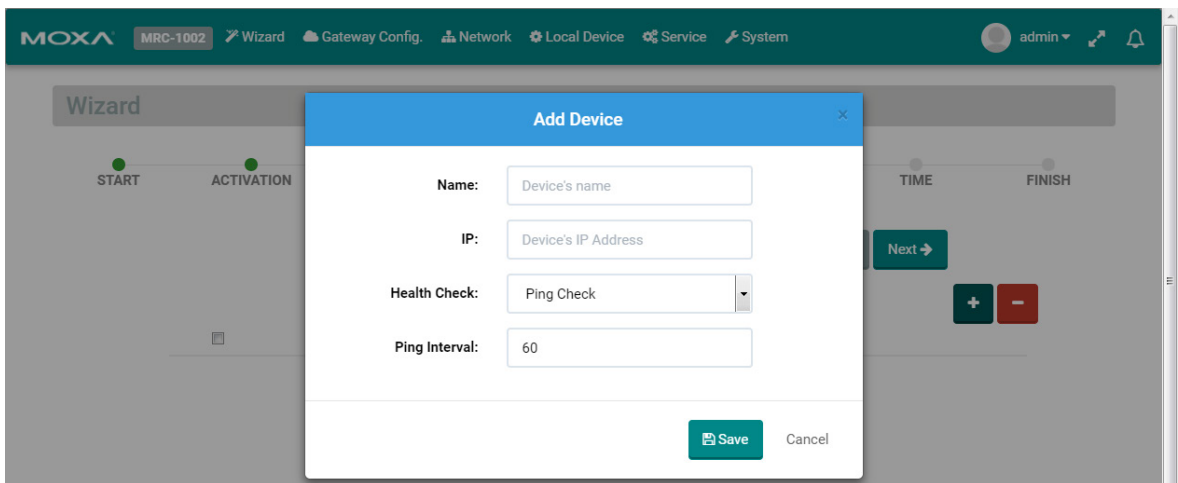 MOXA MRC-1002 Wizard Gateway Config. Network Local Device Service System admin
Wizard
Add Device ×
START ACTIVATION TIME FINISH
Name: Device's name
IP: Device's IP Address
Next
Health Check: Ping Check
Ping Interval: 60
Save Cancel